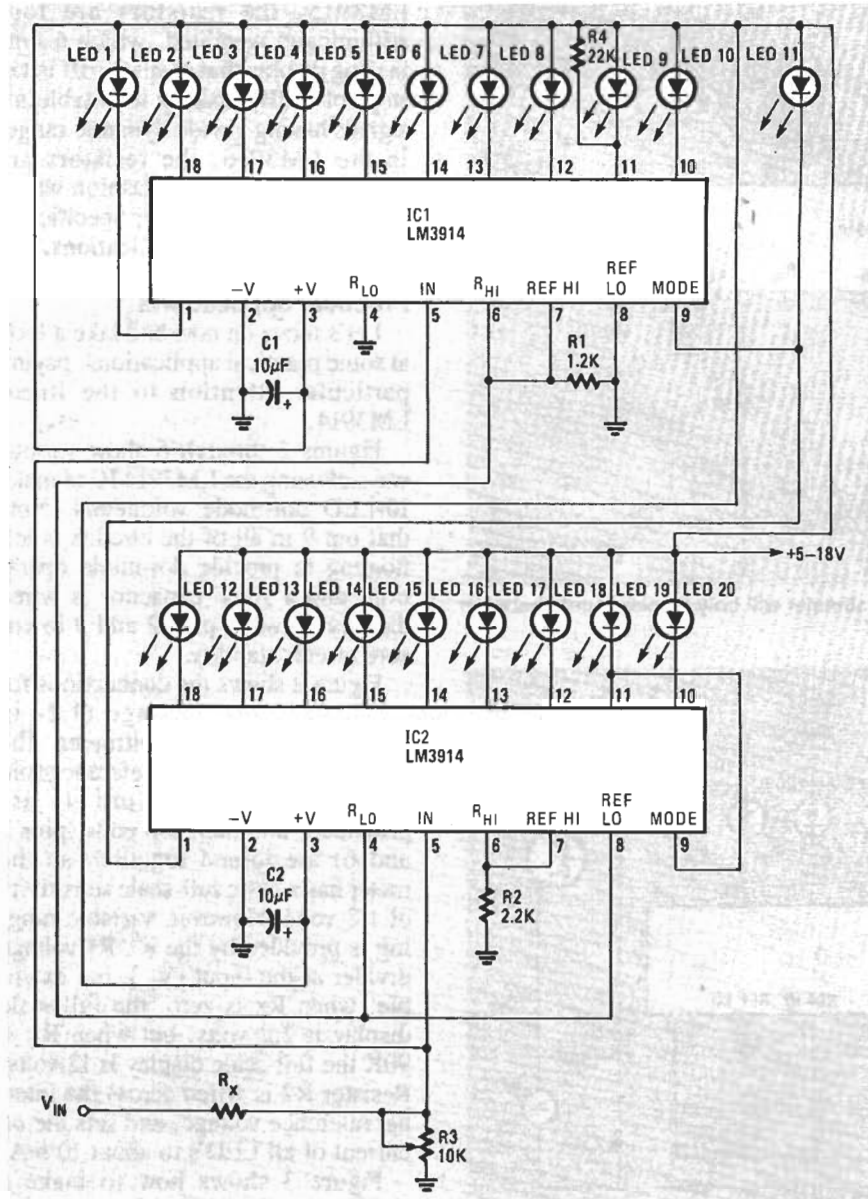 LED 1 LED 2 LED 3 LED 4 LED 5 LED 6 LED 7 LED 8 R4 22K LED 9 LED 10 LED 11
18 17 16 15 14 13 12 11 10
IC1
LM3914
−V +V RLO IN RHI REF HI REF LO MODE
1 2 3 4 5 6 7 8 9
C1
10µF
+
R1
1.2K
+5–18V
LED 12 LED 13 LED 14 LED 15 LED 16 LED 17 LED 18 LED 19 LED 20
18 17 16 15 14 13 12 11 10
IC2
LM3914
−V +V RLO IN RHI REF HI REF LO MODE
1 2 3 4 5 6 7 8 9
C2
10µF
+
R2
2.2K
RX
VIN
R3
10K